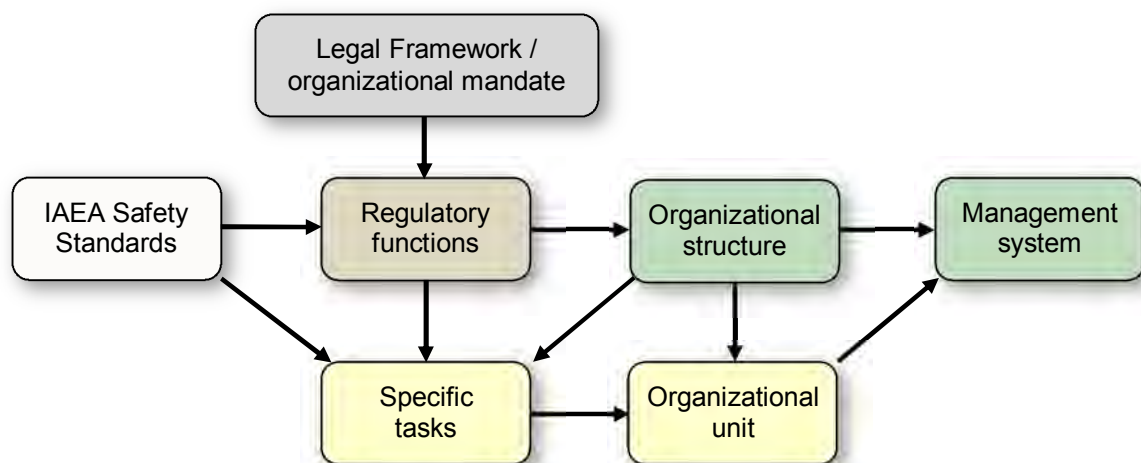 Legal Framework /
organizational mandate
IAEA Safety
Standards
Regulatory
functions
Organizational
structure
Management
system
Specific
tasks
Organizational
unit